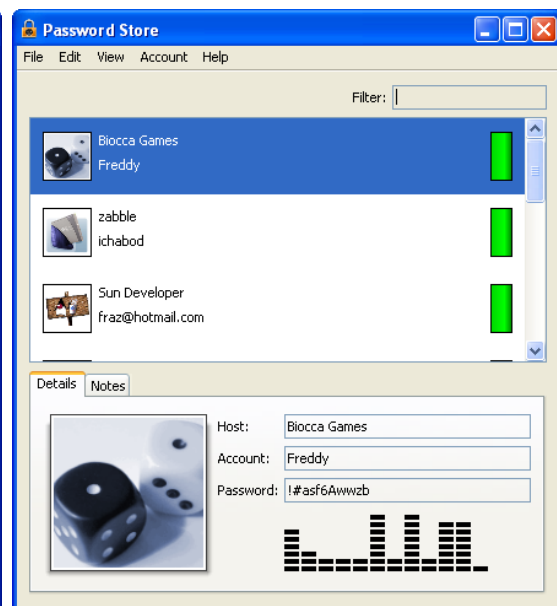 Password Store
File Edit View Account Help
Filter:
Biocca Games
Freddy
zabble
ichabod
Sun Developer
fraz@hotmail.com
Details Notes
Host: Biocca Games
Account: Freddy
Password: !#asf6Awwzb